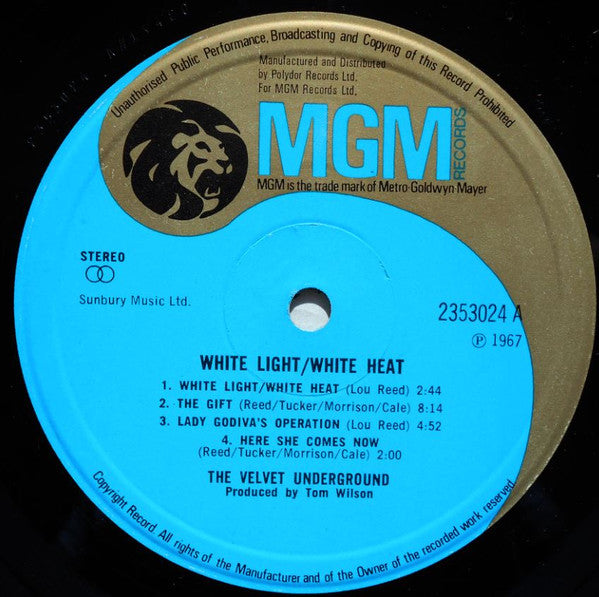 Unauthorised Public Performance, Broadcasting and Copying of this Record Prohibited
Manufactured and Distributed
by Polydor Records Ltd.
For MGM Records Ltd.
MGM
RECORDS
MGM is the trade mark of Metro-Goldwyn-Mayer
STEREO
Sunbury Music Ltd.
2353024 A
Ⓟ 1967
WHITE LIGHT/WHITE HEAT
1. WHITE LIGHT/WHITE HEAT (Lou Reed) 2:44
2. THE GIFT (Reed/Tucker/Morrison/Cale) 8:14
3. LADY GODIVA'S OPERATION (Lou Reed) 4:52
4. HERE SHE COMES NOW
(Reed/Tucker/Morrison/Cale) 2:00
THE VELVET UNDERGROUND
Produced by Tom Wilson
Copyright Record. All rights of the Manufacturer and of the Owner of the recorded work reserved.